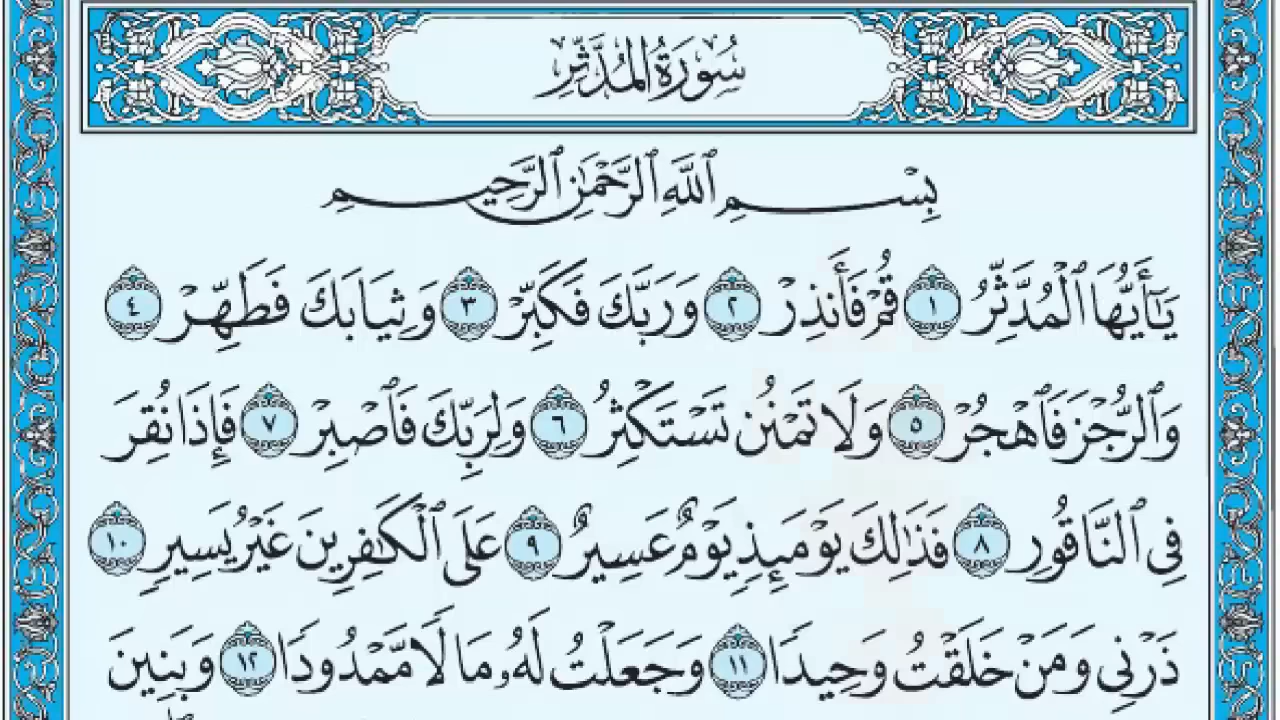 سُورَةُ المُدَّثِّرِ
بِسْمِ ٱللَّهِ ٱلرَّحْمَٰنِ ٱلرَّحِيمِ
يَٰٓأَيُّهَا ٱلْمُدَّثِّرُ ١ قُمْ فَأَنذِرْ ٢ وَرَبَّكَ فَكَبِّرْ ٣ وَثِيَابَكَ فَطَهِّرْ ٤
وَٱلرُّجْزَ فَٱهْجُرْ ٥ وَلَا تَمْنُن تَسْتَكْثِرُ ٦ وَلِرَبِّكَ فَٱصْبِرْ ٧ فَإِذَا نُقِرَ
فِى ٱلنَّاقُورِ ٨ فَذَٰلِكَ يَوْمَئِذٍ يَوْمٌ عَسِيرٌ ٩ عَلَى ٱلْكَٰفِرِينَ غَيْرُ يَسِيرٍ ١٠
ذَرْنِى وَمَنْ خَلَقْتُ وَحِيدًا ١١ وَجَعَلْتُ لَهُۥ مَالًا مَّمْدُودًا ١٢ وَبَنِينَ